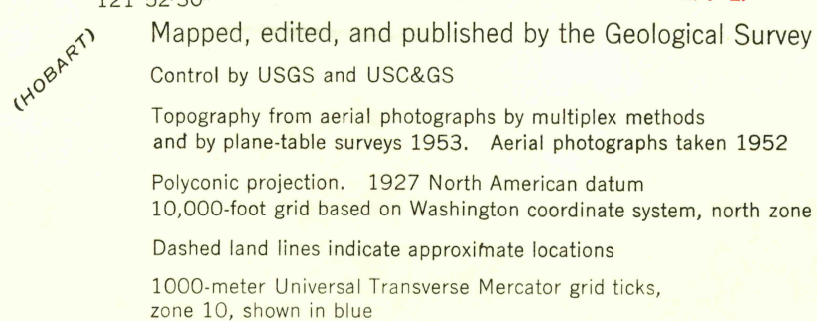 (HOBART)
Mapped, edited, and published by the Geological Survey
Control by USGS and USC&GS
Topography from aerial photographs by multiplex methods
and by plane-table surveys 1953. Aerial photographs taken 1952
Polyconic projection. 1927 North American datum
10,000-foot grid based on Washington coordinate system, north zone
Dashed land lines indicate approximate locations
1000-meter Universal Transverse Mercator grid ticks,
zone 10, shown in blue